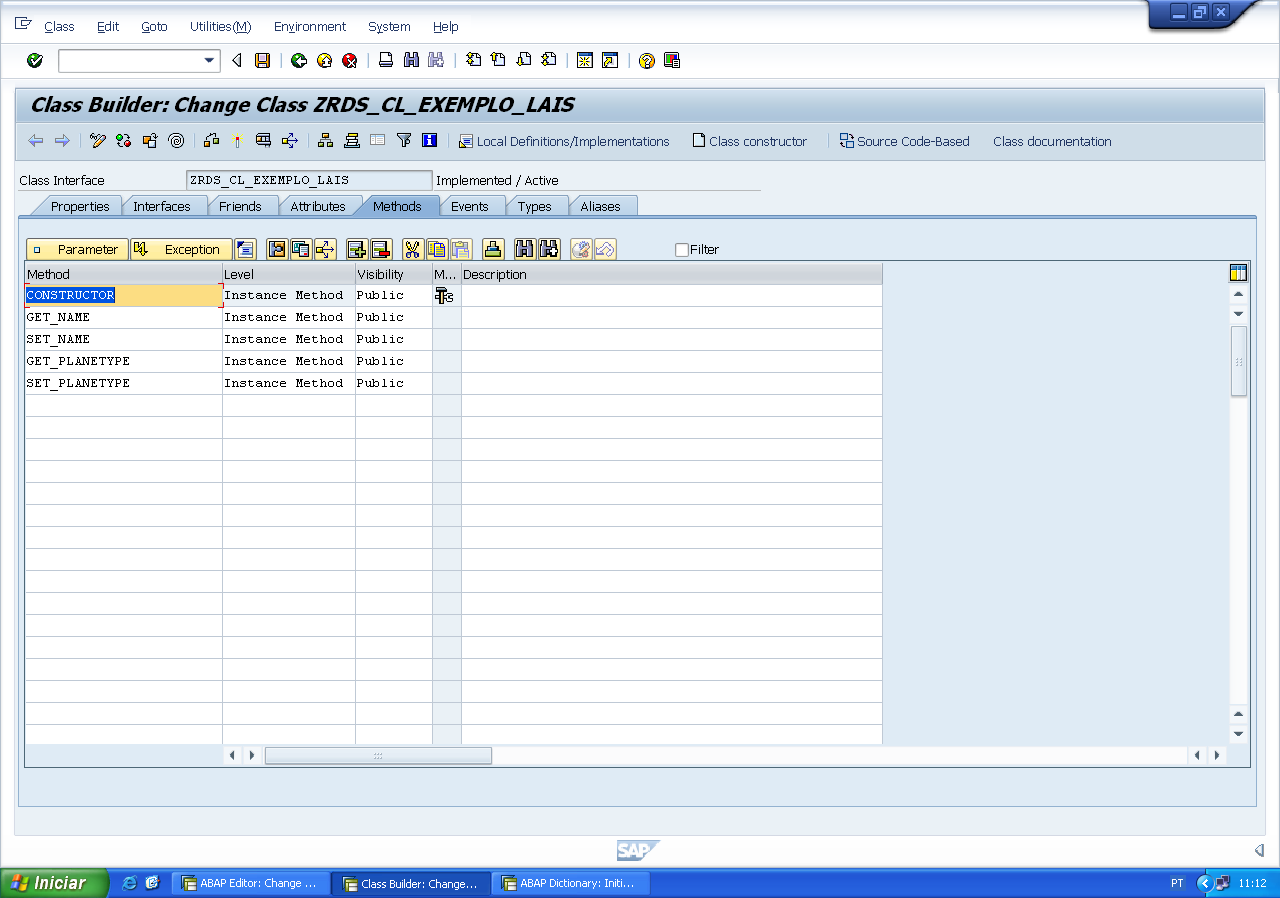 Class Edit Goto Utilities(M) Environment System Help
Class Builder: Change Class ZRDS_CL_EXEMPLO_LAIS
Local Definitions/Implementations Class constructor Source Code-Based Class documentation
Class Interface ZRDS_CL_EXEMPLO_LAIS Implemented / Active
Properties Interfaces Friends Attributes Methods Events Types Aliases
Parameter Exception Filter
Method Level Visibility M... Description
CONSTRUCTOR Instance Method Public
GET_NAME Instance Method Public
SET_NAME Instance Method Public
GET_PLANETYPE Instance Method Public
SET_PLANETYPE Instance Method Public
SAP
Iniciar ABAP Editor: Change ... Class Builder: Change... ABAP Dictionary: Initi... PT 11:12